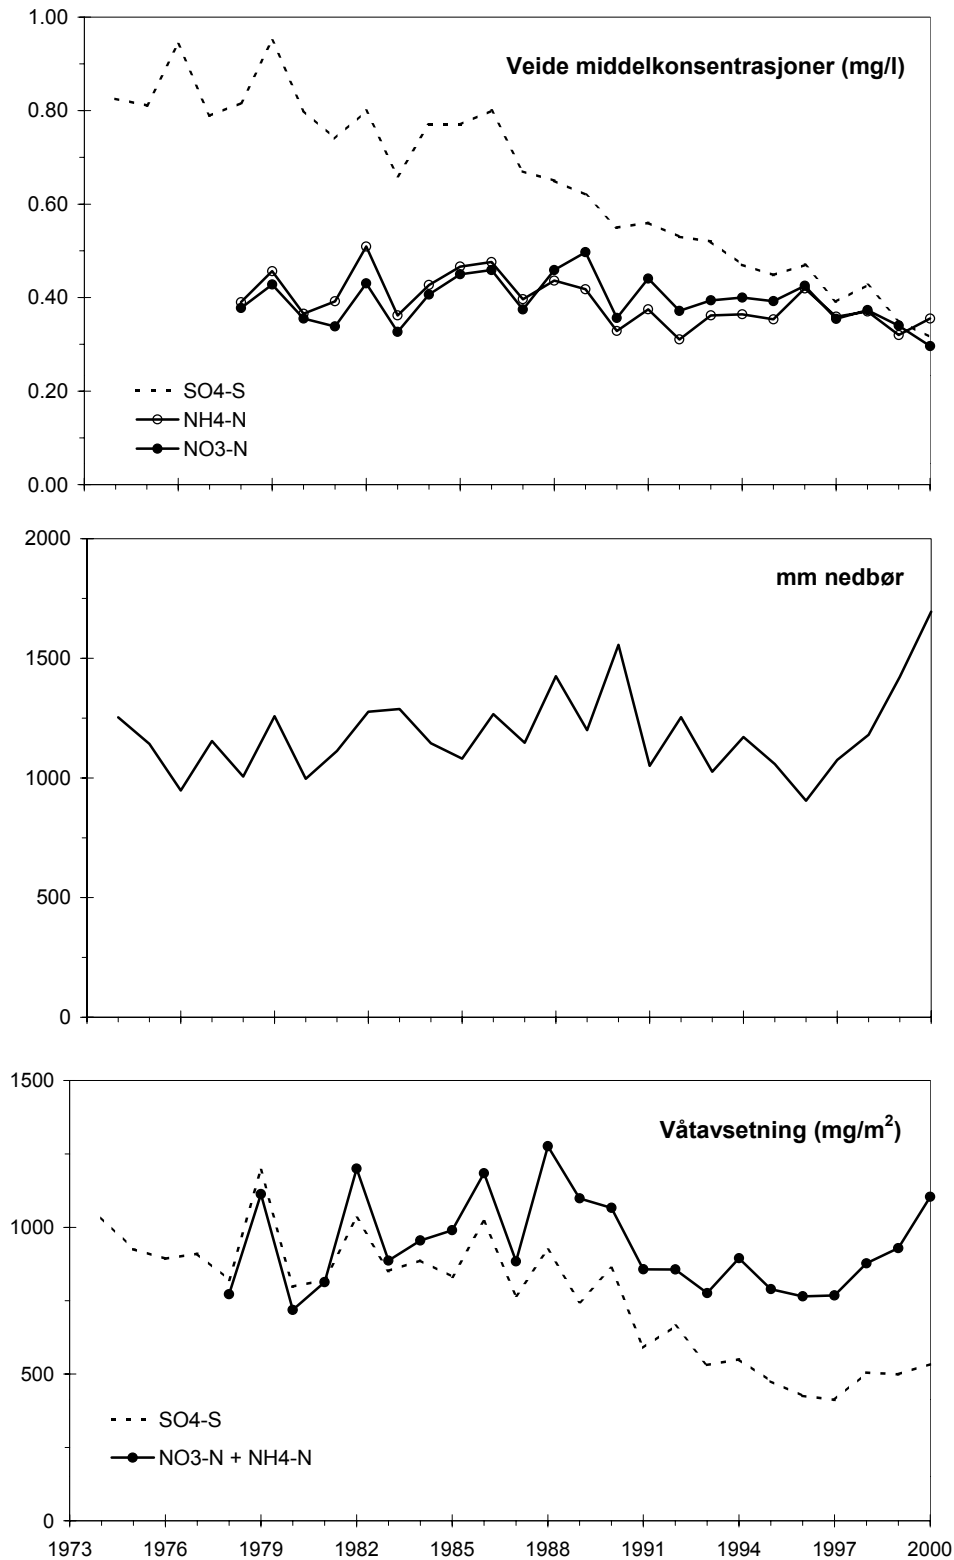 1.00
Veide middelkonsentrasjoner (mg/l)
0.80
0.60
0.40
0.20
SO4-S
NH4-N
NO3-N
0.00
2000
mm nedbør
1500
1000
500
0
1500
Våtavsetning (mg/m²)
1000
500
SO4-S
NO3-N + NH4-N
0
1973 1976 1979 1982 1985 1988 1991 1994 1997 2000